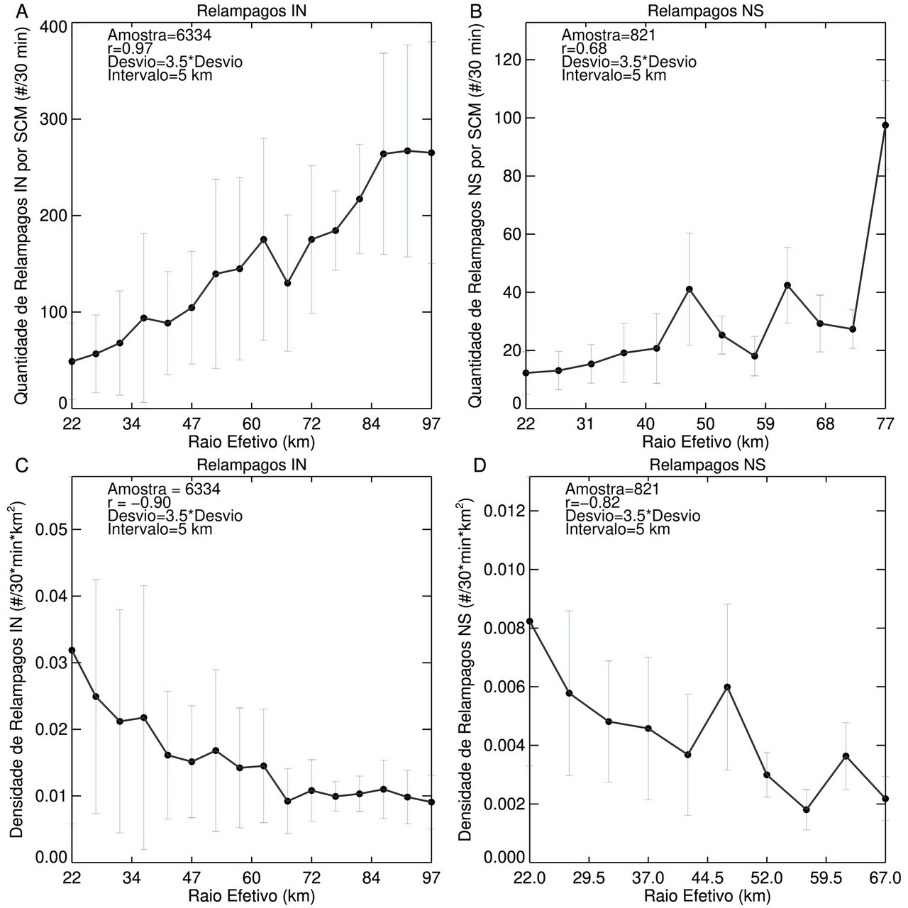 A
Relampagos IN
Amostra=6334
r=0.97
Desvio=3.5*Desvio
Intervalo=5 km
Quantidade de Relampagos IN por SCM (#/30 min)
400
300
200
100
0
22 34 47 60 72 84 97
Raio Efetivo (km)
B
Relampagos NS
Amostra=821
r=0.68
Desvio=3.5*Desvio
Intervalo=5 km
Quantidade de Relampagos NS por SCM (#/30 min)
120
100
80
60
40
20
0
22 31 40 50 59 68 77
Raio Efetivo (km)
C
Relampagos IN
Amostra = 6334
r = −0.90
Desvio=3.5*Desvio
Intervalo=5 km
Densidade de Relampagos IN (#/30*min*km²)
0.05
0.04
0.03
0.02
0.01
0.00
22 34 47 60 72 84 97
Raio Efetivo (km)
D
Relampagos NS
Amostra=821
r=−0.82
Desvio=3.5*Desvio
Intervalo=5 km
Densidade de Relampagos NS (#/30*min*km²)
0.012
0.010
0.008
0.006
0.004
0.002
0.000
22.0 29.5 37.0 44.5 52.0 59.5 67.0
Raio Efetivo (km)